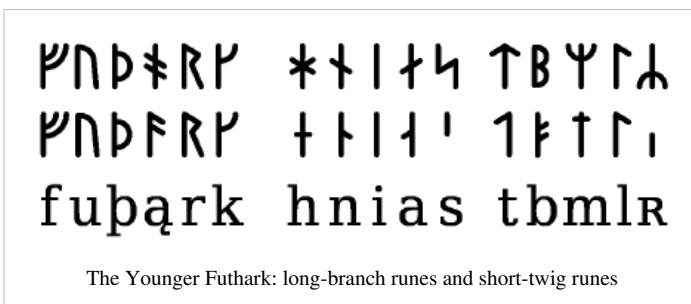 ᚠᚢᚦᚬᚱᚴ ᚼᚾᛁᛅᛋ ᛏᛒᛘᛚᛦ
ᚠᚢᚦᚭᚱᚴ ᚽᚿᛁᛆᛌ ᛐᛓᛙᛚᛧ
fuþąrk hnias tbmlʀ
The Younger Futhark: long-branch runes and short-twig runes